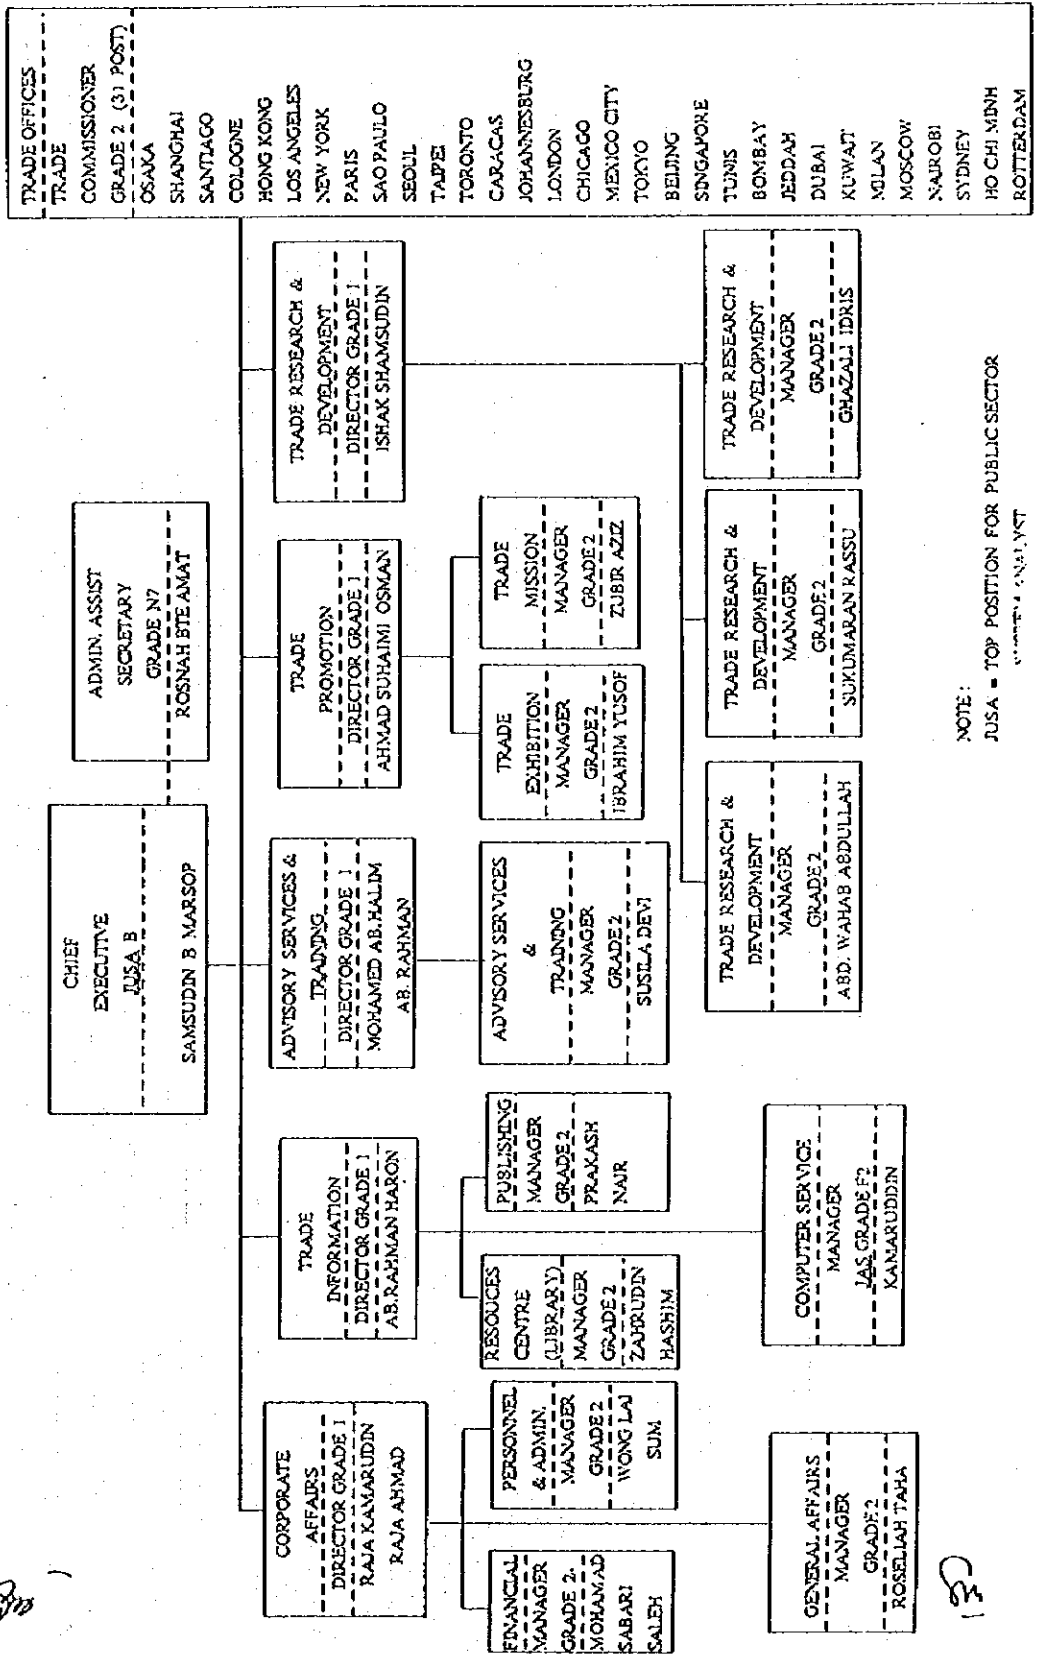 CHIEF
EXECUTIVE
JUSA B
SAMSUDIN B MARSOP
ADMIN. ASSIST
SECRETARY
GRADE N7
ROSNAH BTE AMAT
CORPORATE
AFFAIRS
DIRECTOR GRADE 1
RAJA KAMARUDIN
RAJA AHMAD
TRADE
INFORMATION
DIRECTOR GRADE 1
AB.RAHMAN HARON
ADVISORY SERVICES &
TRAINING
DIRECTOR GRADE 1
MOHAMED AB.HALIM
AB. RAHMAN
TRADE
PROMOTION
DIRECTOR GRADE 1
AHMAD SUHAIMI OSMAN
TRADE RESEARCH &
DEVELOPMENT
DIRECTOR GRADE 1
ISHAK SHAMSUDIN
FINANCIAL
MANAGER
GRADE 2.
MOHAMAD
SABARI
SALEH
PERSONNEL
& ADMIN.
MANAGER
GRADE 2
WONG LAI
SUM
RESOUCES
CENTRE
(LIBRARY)
MANAGER
GRADE 2
ZAHRUDIN
HASHIM
PUBLISHING
MANAGER
GRADE 2
PRAKASH
NAIR
ADVISORY SERVICES
&
TRAINING
MANAGER
GRADE 2
SUSILA DEVI
TRADE
EXHIBITION
MANAGER
GRADE 2
IBRAHIM YUSOF
TRADE
MISSION
MANAGER
GRADE 2
ZUBIR AZIZ
GENERAL AFFAIRS
MANAGER
GRADE 2
ROSELIAH TAHA
COMPUTER SERVICE
MANAGER
JAS GRADE F2
KAMARUDDIN
TRADE RESEARCH &
DEVELOPMENT
MANAGER
GRADE 2
ABD. WAHAB ABDULLAH
TRADE RESEARCH &
DEVELOPMENT
MANAGER
GRADE 2
SUKUMARAN RASSU
TRADE RESEARCH &
DEVELOPMENT
MANAGER
GRADE 2
GHAZALI IDRIS
TRADE OFFICES
TRADE
COMMISSIONER
GRADE 2 (31 POST)
OSAKA
SHANGHAI
SANTIAGO
COLOGNE
HONG KONG
LOS ANGELES
NEW YORK
PARIS
SAO PAULO
SEOUL
TAIPEI
TORONTO
CARACAS
JOHANNESBURG
LONDON
CHICAGO
MEXICO CITY
TOKYO
BEIJING
SINGAPORE
TUNIS
BOMBAY
JEDDAH
DUBAI
KUWAIT
MILAN
MOSCOW
NAIROBI
SYDNEY
HO CHI MINH
ROTTERDAM
NOTE :
JUSA = TOP POSITION FOR PUBLIC SECTOR